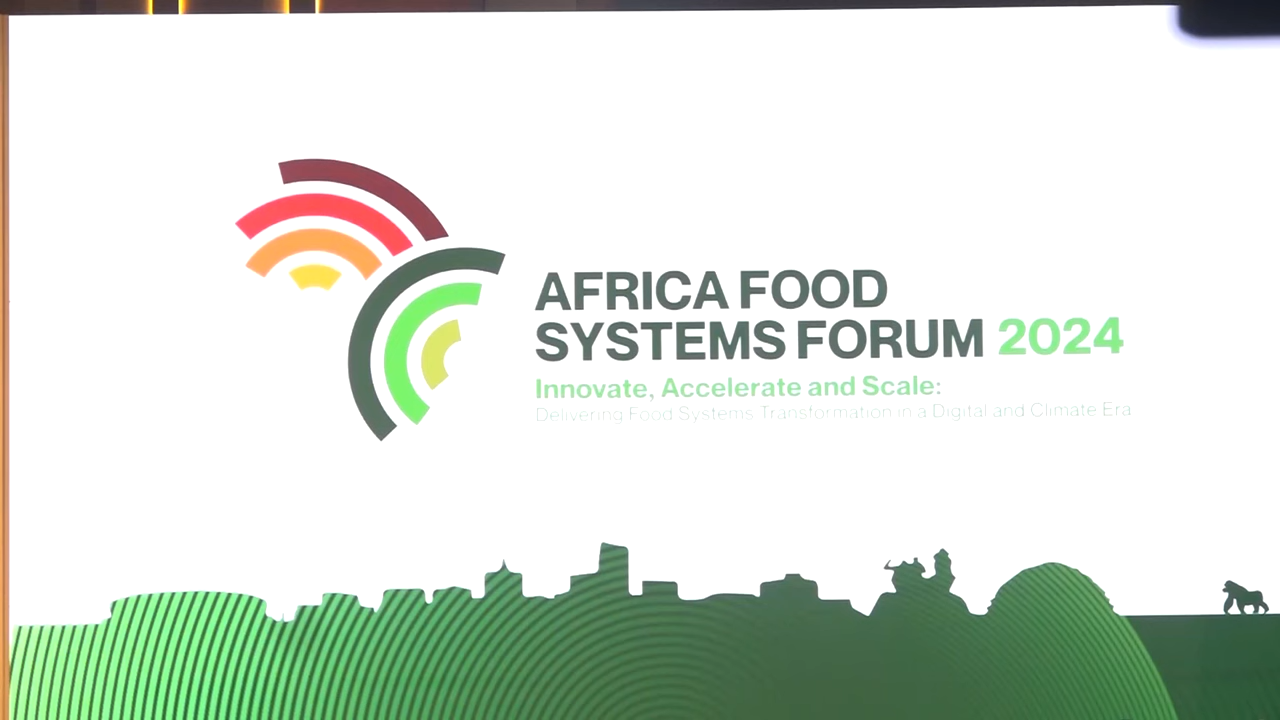 AFRICA FOOD
SYSTEMS FORUM 2024
Innovate, Accelerate and Scale:
Delivering Food Systems Transformation in a Digital and Climate Era